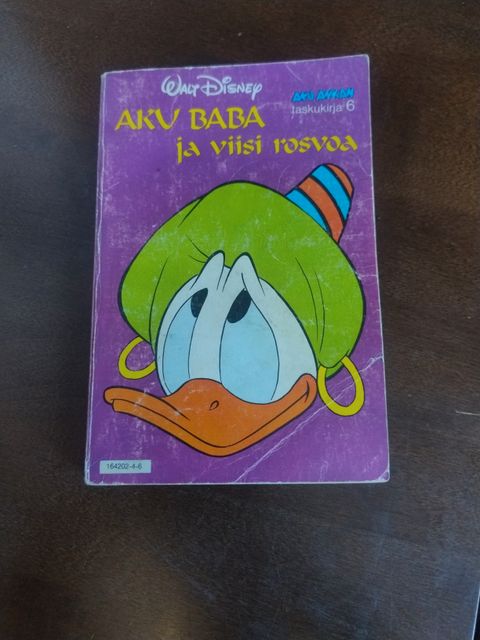 Walt Disney
AKU ANKAN
taskukirja 6
AKU BABA
ja viisi rosvoa
164202-4-6